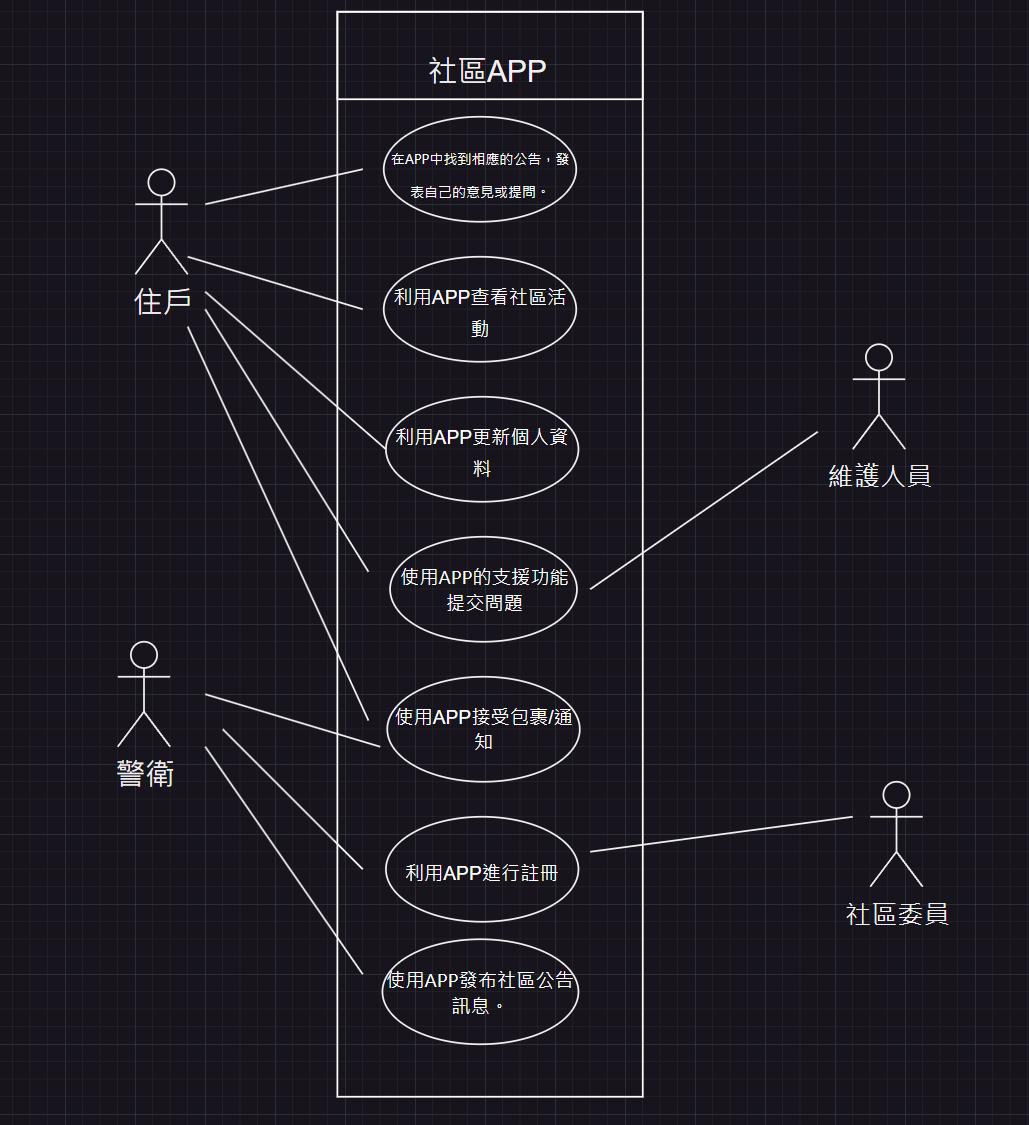 社區APP
在APP中找到相應的公告，發
表自己的意見或提問。
住戶
利用APP查看社區活
動
利用APP更新個人資
料
維護人員
使用APP的支援功能
提交問題
使用APP接受包裹/通
知
警衛
利用APP進行註冊
社區委員
使用APP發布社區公告
訊息。